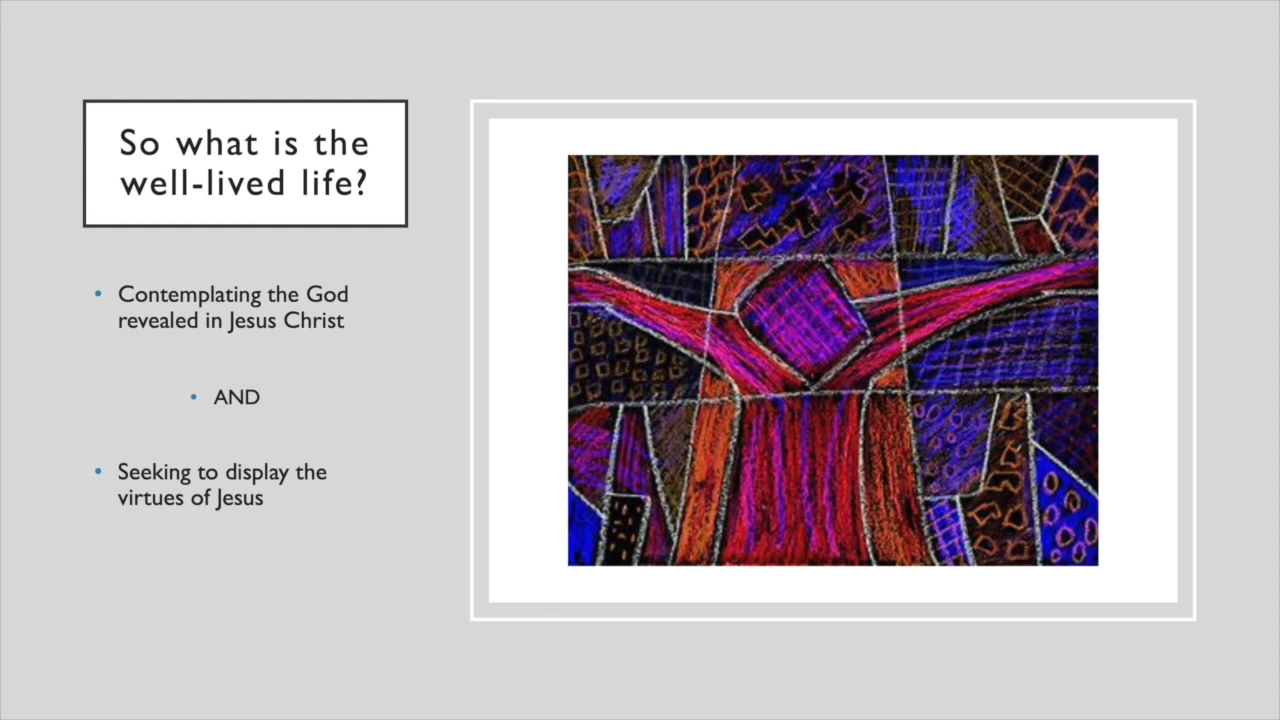 So what is the
well-lived life?
• Contemplating the God
revealed in Jesus Christ
• AND
• Seeking to display the
virtues of Jesus